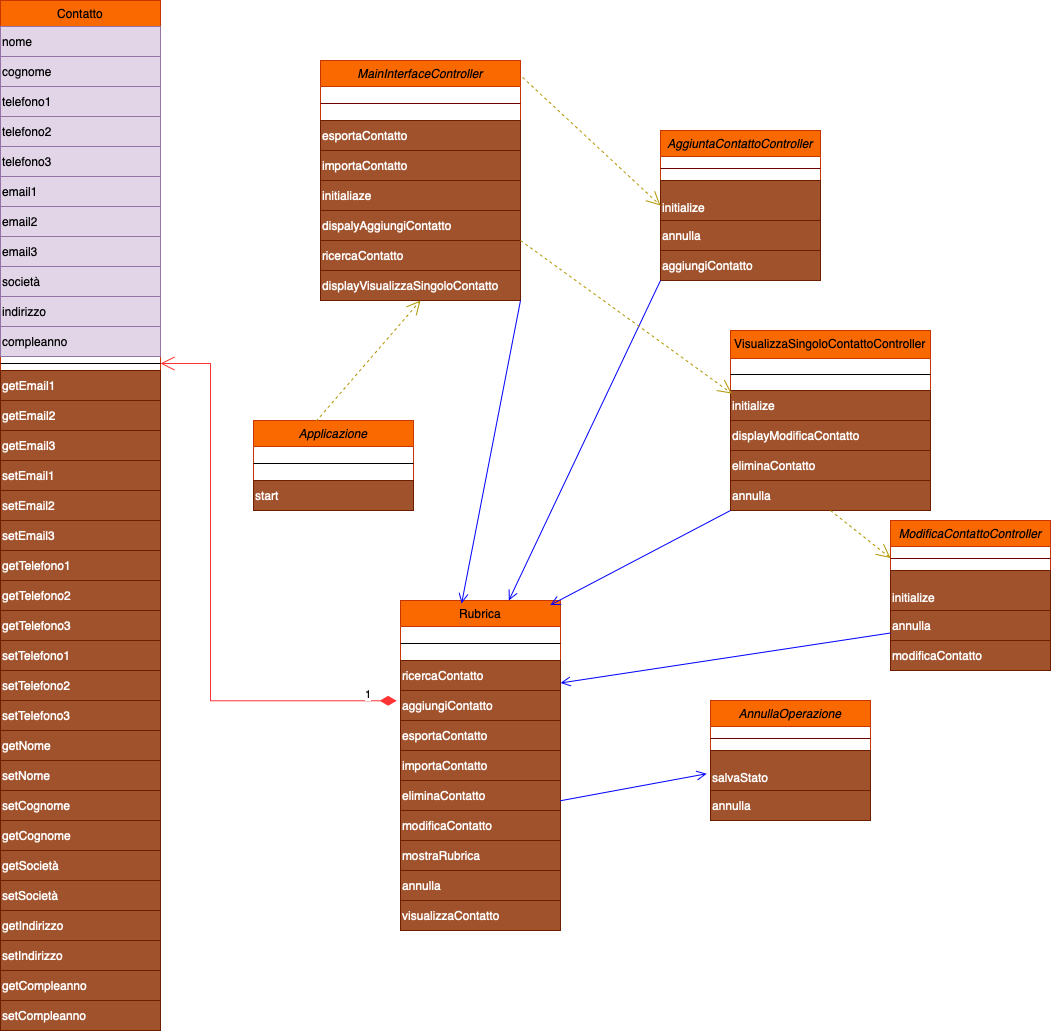 Contatto
nome
cognome
telefono1
telefono2
telefono3
email1
email2
email3
società
indirizzo
compleanno
getEmail1
getEmail2
getEmail3
setEmail1
setEmail2
setEmail3
getTelefono1
getTelefono2
getTelefono3
setTelefono1
setTelefono2
setTelefono3
getNome
setNome
setCognome
getCognome
getSocietà
setSocietà
getIndirizzo
setIndirizzo
getCompleanno
setCompleanno
MainInterfaceController
esportaContatto
importaContatto
initialiaze
dispalyAggiungiContatto
ricercaContatto
displayVisualizzaSingoloContatto
Applicazione
start
AggiuntaContattoController
initialize
annulla
aggiungiContatto
VisualizzaSingoloContattoController
initialize
displayModificaContatto
eliminaContatto
annulla
ModificaContattoController
initialize
annulla
modificaContatto
1
Rubrica
ricercaContatto
aggiungiContatto
esportaContatto
importaContatto
eliminaContatto
modificaContatto
mostraRubrica
annulla
visualizzaContatto
AnnullaOperazione
salvaStato
annulla